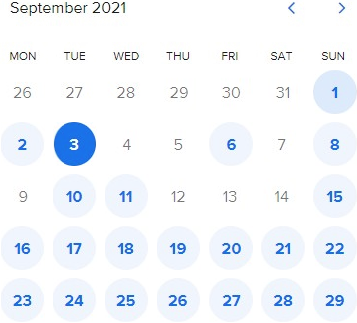 September 2021
MON TUE WED THU FRI SAT SUN
26 27 28 29 30 31 1
2 3 4 5 6 7 8
9 10 11 12 13 14 15
16 17 18 19 20 21 22
23 24 25 26 27 28 29